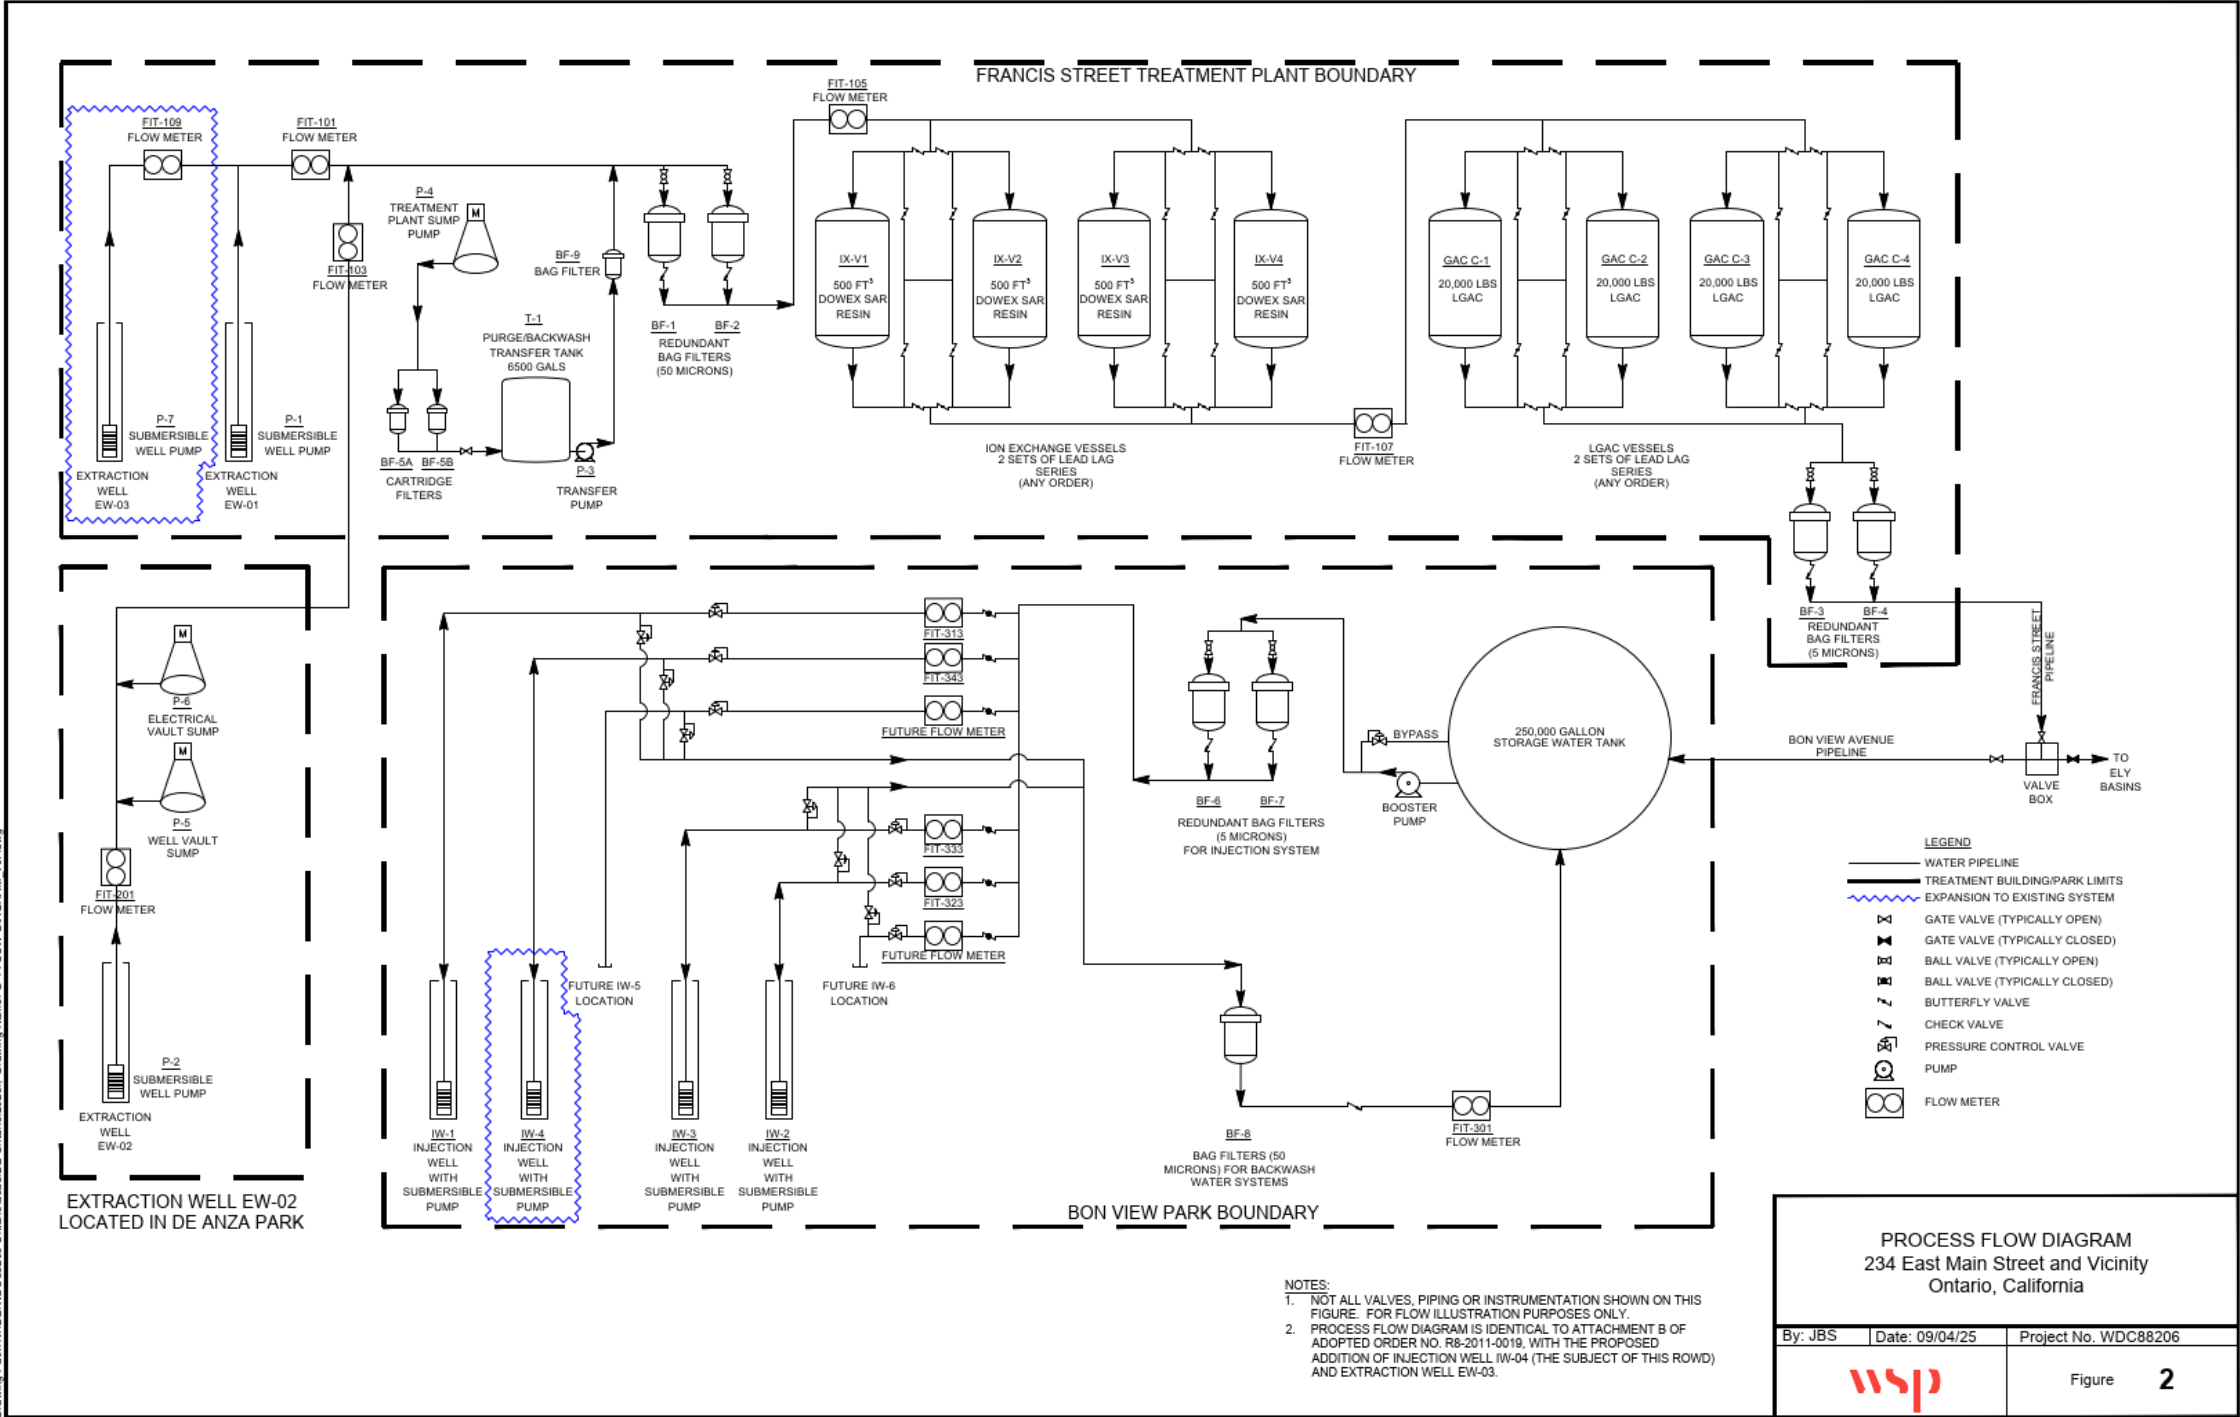 FRANCIS STREET TREATMENT PLANT BOUNDARY
FIT-109
FLOW METER
FIT-101
FLOW METER
FIT-103
FLOW METER
P-4
TREATMENT
PLANT SUMP
PUMP
M
BF-9
BAG FILTER
FIT-105
FLOW METER
P-7
SUBMERSIBLE
WELL PUMP
EXTRACTION
WELL
EW-03
P-1
SUBMERSIBLE
WELL PUMP
EXTRACTION
WELL
EW-01
BF-5A
BF-5B
CARTRIDGE
FILTERS
T-1
PURGE/BACKWASH
TRANSFER TANK
6500 GALS
P-3
TRANSFER
PUMP
BF-1
BF-2
REDUNDANT
BAG FILTERS
(50 MICRONS)
IX-V1
500 FT³
DOWEX SAR
RESIN
IX-V2
500 FT³
DOWEX SAR
RESIN
IX-V3
500 FT³
DOWEX SAR
RESIN
IX-V4
500 FT³
DOWEX SAR
RESIN
ION EXCHANGE VESSELS
2 SETS OF LEAD LAG
SERIES
(ANY ORDER)
FIT-107
FLOW METER
GAC C-1
20,000 LBS
LGAC
GAC C-2
20,000 LBS
LGAC
GAC C-3
20,000 LBS
LGAC
GAC C-4
20,000 LBS
LGAC
LGAC VESSELS
2 SETS OF LEAD LAG
SERIES
(ANY ORDER)
BF-3
BF-4
REDUNDANT
BAG FILTERS
(5 MICRONS)
FRANCIS STREET
PIPELINE
BON VIEW AVENUE
PIPELINE
VALVE
BOX
TO
ELY
BASINS
M
P-6
ELECTRICAL
VAULT SUMP
M
P-5
WELL VAULT
SUMP
FIT-201
FLOW METER
P-2
SUBMERSIBLE
WELL PUMP
EXTRACTION
WELL
EW-02
EXTRACTION WELL EW-02
LOCATED IN DE ANZA PARK
FIT-313
FIT-343
FUTURE FLOW METER
FIT-333
FIT-323
FUTURE FLOW METER
FUTURE IW-5
LOCATION
FUTURE IW-6
LOCATION
IW-1
INJECTION
WELL
WITH
SUBMERSIBLE
PUMP
IW-4
INJECTION
WELL
WITH
SUBMERSIBLE
PUMP
IW-3
INJECTION
WELL
WITH
SUBMERSIBLE
PUMP
IW-2
INJECTION
WELL
WITH
SUBMERSIBLE
PUMP
BF-6
BF-7
REDUNDANT BAG FILTERS
(5 MICRONS)
FOR INJECTION SYSTEM
BYPASS
BOOSTER
PUMP
250,000 GALLON
STORAGE WATER TANK
BF-8
BAG FILTERS (50
MICRONS) FOR BACKWASH
WATER SYSTEMS
FIT-301
FLOW METER
BON VIEW PARK BOUNDARY
LEGEND
WATER PIPELINE
TREATMENT BUILDING/PARK LIMITS
EXPANSION TO EXISTING SYSTEM
GATE VALVE (TYPICALLY OPEN)
GATE VALVE (TYPICALLY CLOSED)
BALL VALVE (TYPICALLY OPEN)
BALL VALVE (TYPICALLY CLOSED)
BUTTERFLY VALVE
CHECK VALVE
PRESSURE CONTROL VALVE
PUMP
FLOW METER
NOTES:
1. NOT ALL VALVES, PIPING OR INSTRUMENTATION SHOWN ON THIS
FIGURE. FOR FLOW ILLUSTRATION PURPOSES ONLY.
2. PROCESS FLOW DIAGRAM IS IDENTICAL TO ATTACHMENT B OF
ADOPTED ORDER NO. R8-2011-0019, WITH THE PROPOSED
ADDITION OF INJECTION WELL IW-04 (THE SUBJECT OF THIS ROWD)
AND EXTRACTION WELL EW-03.
PROCESS FLOW DIAGRAM
234 East Main Street and Vicinity
Ontario, California
By: JBS
Date: 09/04/25
Project No. WDC88206
wsp
Figure 2